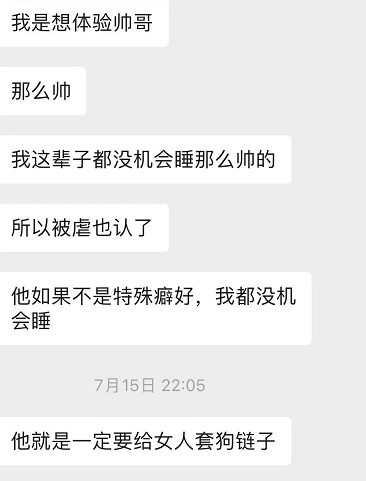 我是想体验帅哥
那么帅
我这辈子都没机会睡那么帅的
所以被虐也认了
他如果不是特殊癖好，我都没机
会睡
7月15日 22:05
他就是一定要给女人套狗链子